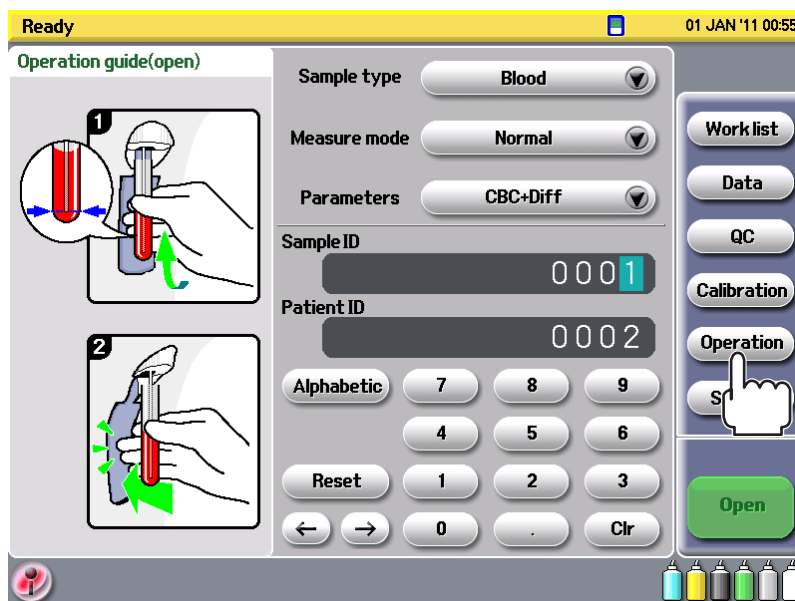 Ready
01 JAN '11 00:55
Operation guide(open)
1
2
Sample type
Blood
Measure mode
Normal
Parameters
CBC+Diff
Sample ID
0001
Patient ID
0002
Alphabetic 7 8 9
4 5 6
Reset 1 2 3
← → 0 . Clr
Work list
Data
QC
Calibration
Operation
Open